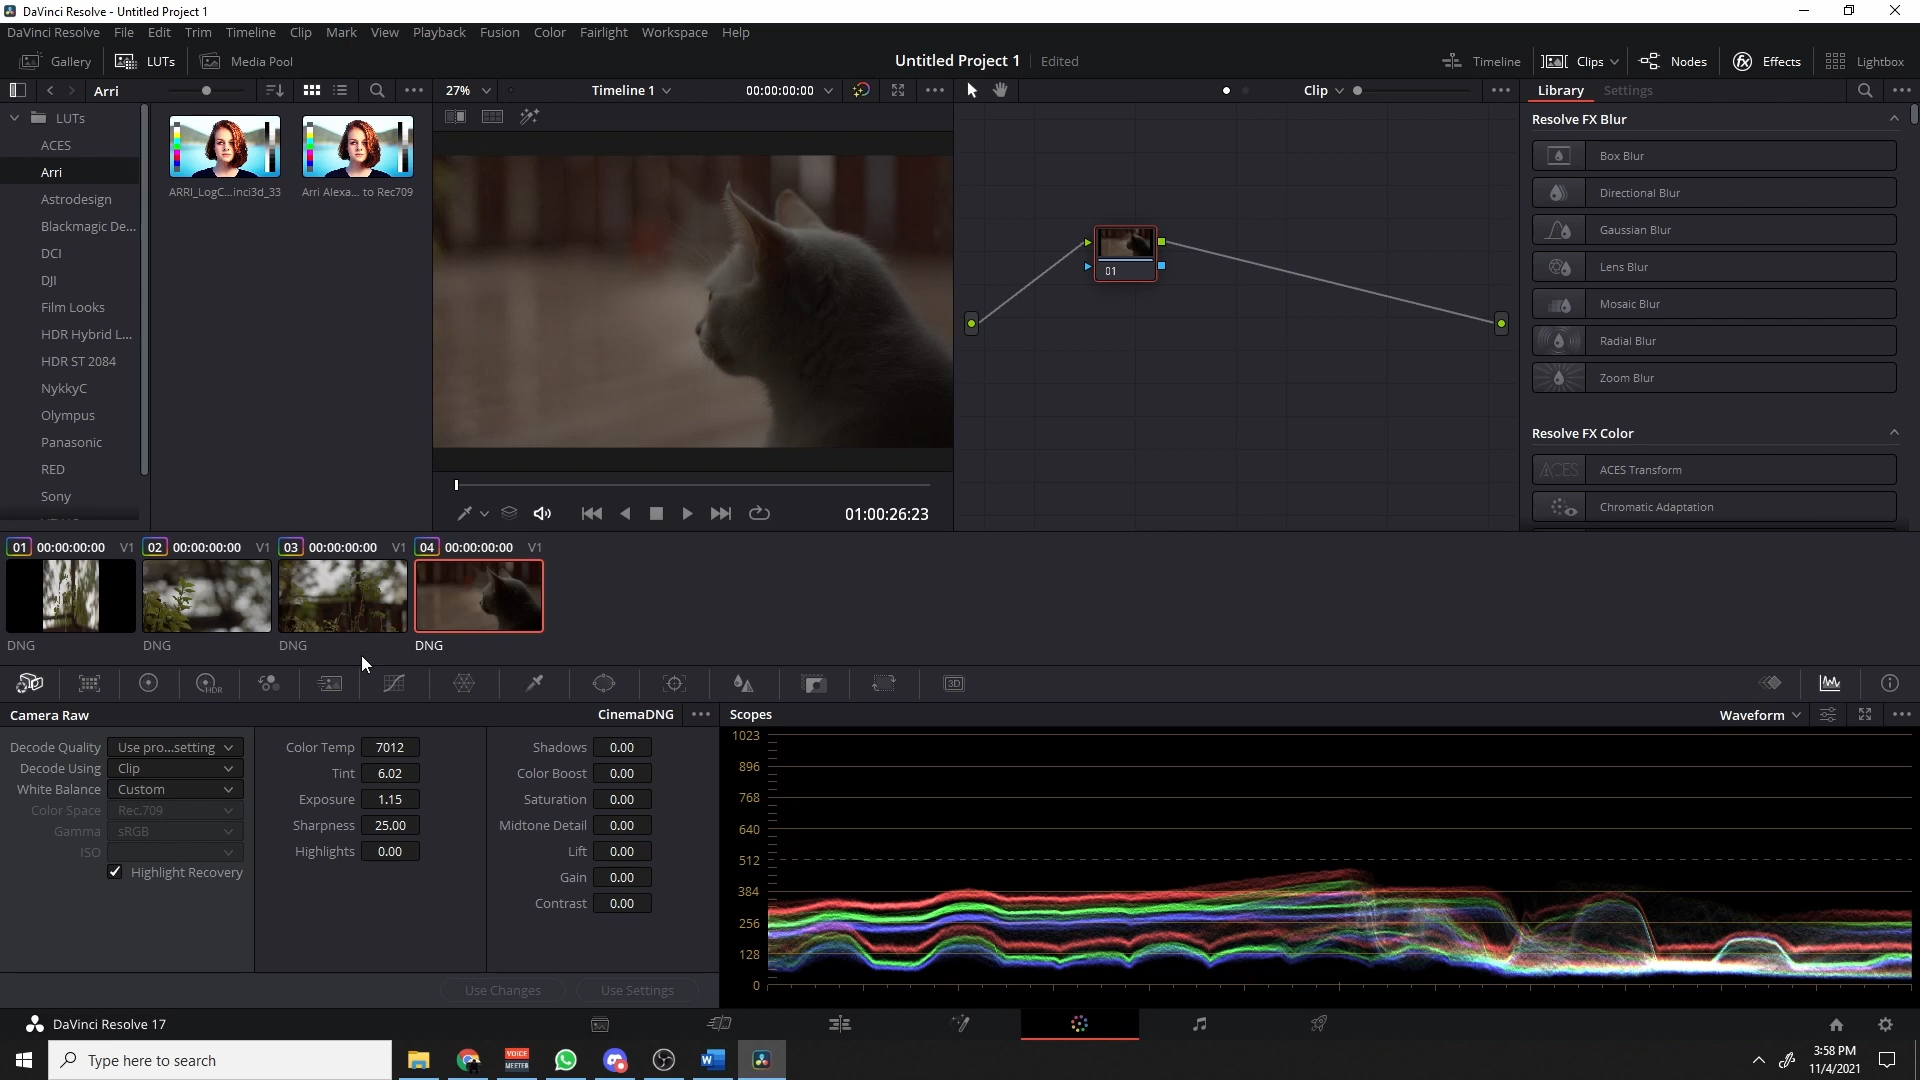 DaVinci Resolve - Untitled Project 1
DaVinci Resolve File Edit Trim Timeline Clip Mark View Playback Fusion Color Fairlight Workspace Help
Gallery LUTs Media Pool Untitled Project 1 Edited Timeline Clips Nodes Effects Lightbox
Arri 27% Timeline 1 00:00:00:00 Clip Library Settings
LUTs
ACES
Arri
Astrodesign
Blackmagic De...
DCI
DJI
Film Looks
HDR Hybrid L...
HDR ST 2084
NykkyC
Olympus
Panasonic
RED
Sony
ARRI_LogC...inci3d_33 Arri Alexa... to Rec709
01:00:26:23
01
Resolve FX Blur
Box Blur
Directional Blur
Gaussian Blur
Lens Blur
Mosaic Blur
Radial Blur
Zoom Blur
Resolve FX Color
ACES
ACES Transform
Chromatic Adaptation
01 00:00:00:00 V1 02 00:00:00:00 V1 03 00:00:00:00 V1 04 00:00:00:00 V1
DNG DNG DNG DNG
HDR
3D
Camera Raw CinemaDNG
Decode Quality Use pro...setting
Decode Using Clip
White Balance Custom
Color Space Rec.709
Gamma sRGB
ISO
Highlight Recovery
Color Temp 7012
Tint 6.02
Exposure 1.15
Sharpness 25.00
Highlights 0.00
Shadows 0.00
Color Boost 0.00
Saturation 0.00
Midtone Detail 0.00
Lift 0.00
Gain 0.00
Contrast 0.00
Use Changes Use Settings
Scopes Waveform
1023
896
768
640
512
384
256
128
0
DaVinci Resolve 17
Type here to search
VOICE
MEETER
3:58 PM
11/4/2021